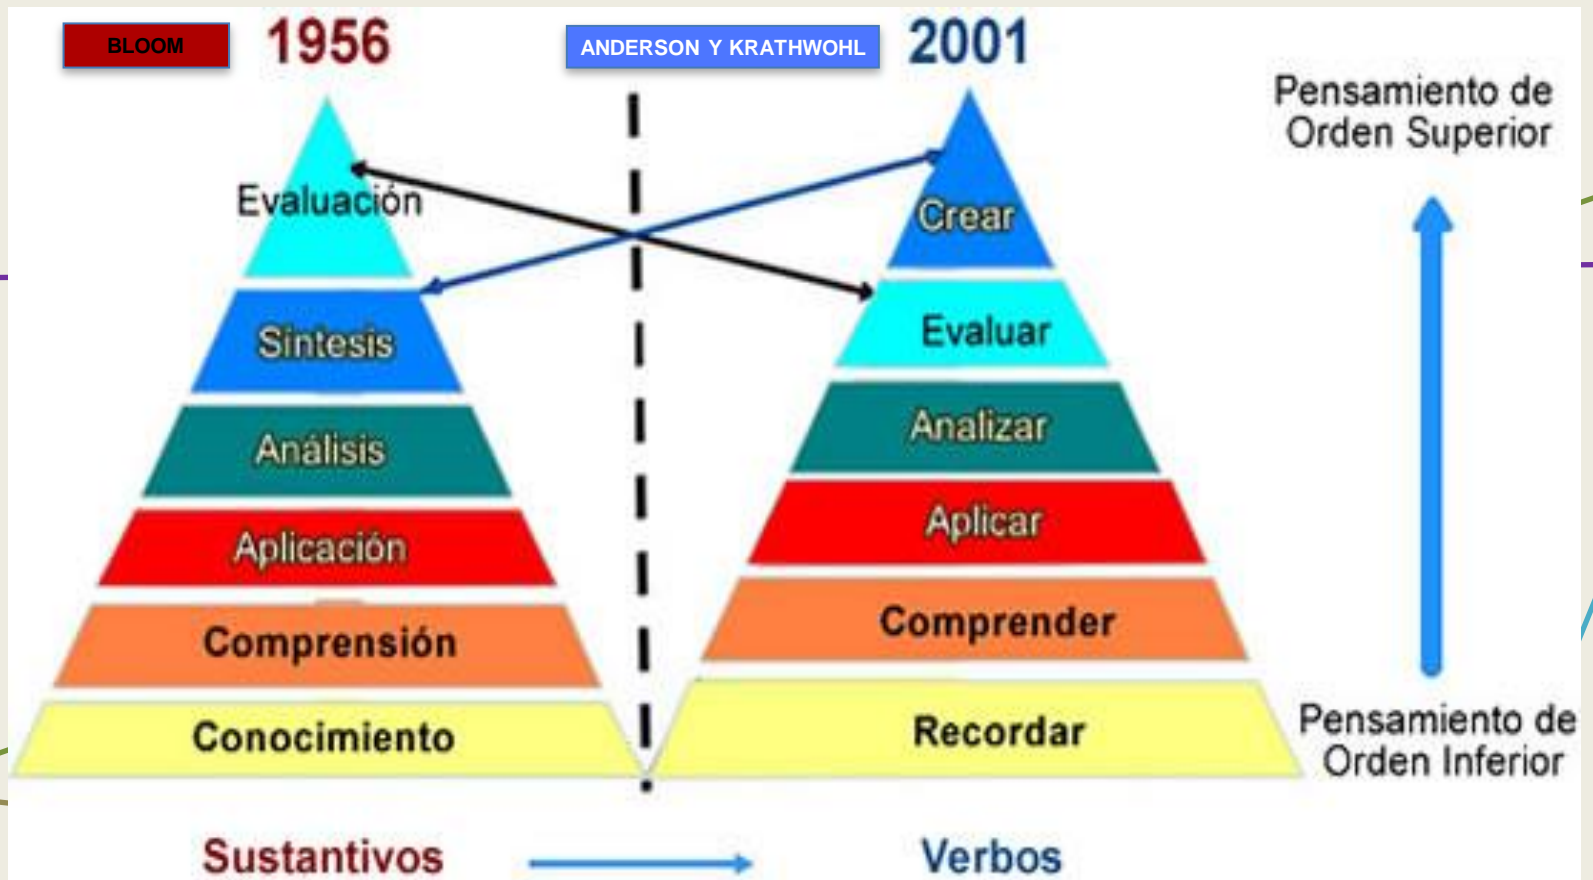 BLOOM
1956
ANDERSON Y KRATHWOHL
2001
Evaluación
Síntesis
Análisis
Aplicación
Comprensión
Conocimiento
Sustantivos
Crear
Evaluar
Analizar
Aplicar
Comprender
Recordar
Verbos
Pensamiento de
Orden Superior
Pensamiento de
Orden Inferior